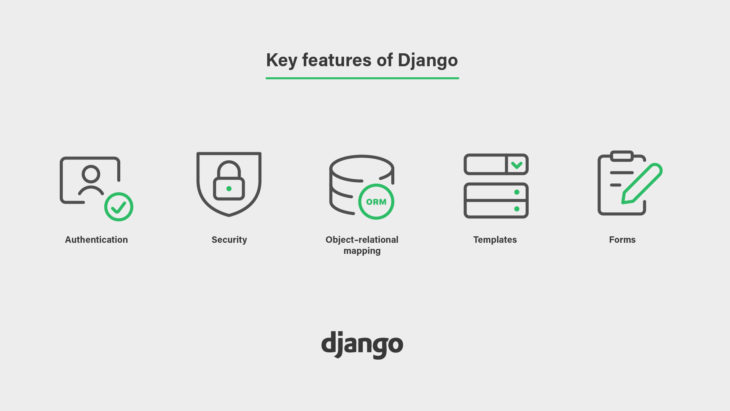 Key features of Django
ORM
Authentication
Security
Object-relational
mapping
Templates
Forms
django